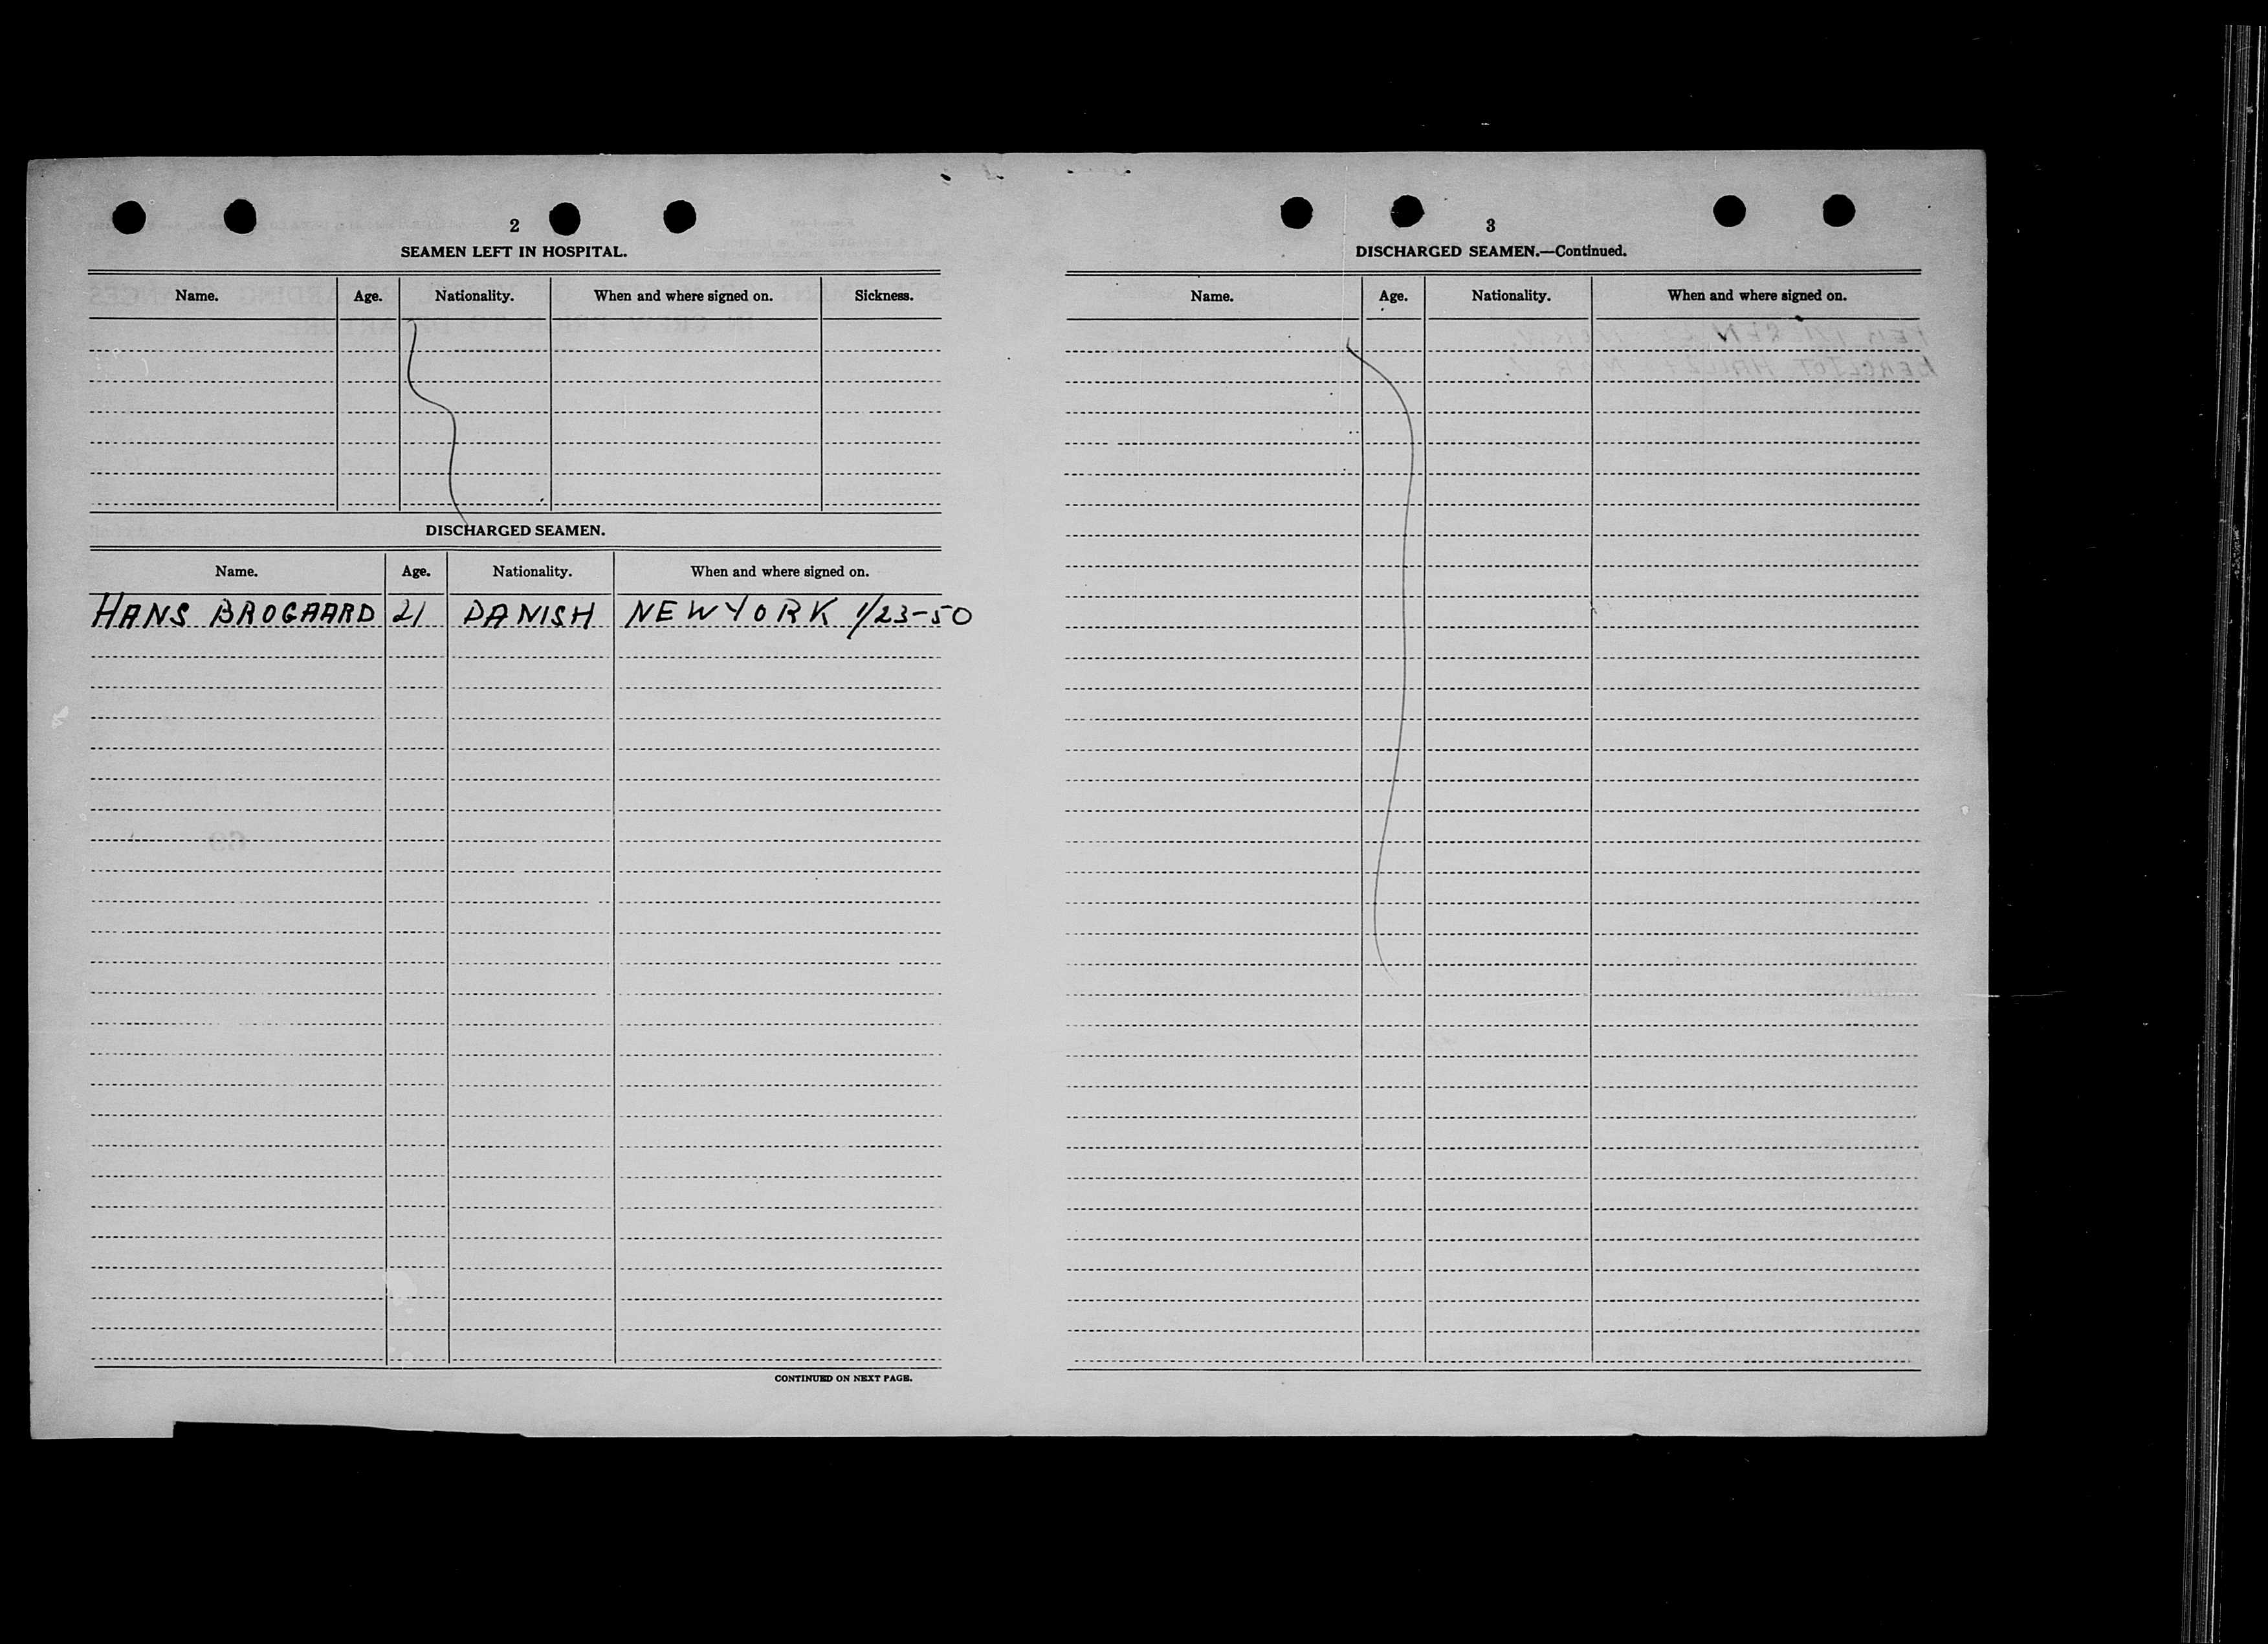 2
SEAMEN LEFT IN HOSPITAL.
Name. Age. Nationality. When and where signed on. Sickness.
DISCHARGED SEAMEN.
Name. Age. Nationality. When and where signed on.
HANS BROGAARD 21 DANISH NEW YORK 1/23-50
CONTINUED ON NEXT PAGE.
3
DISCHARGED SEAMEN.—Continued.
Name. Age. Nationality. When and where signed on.